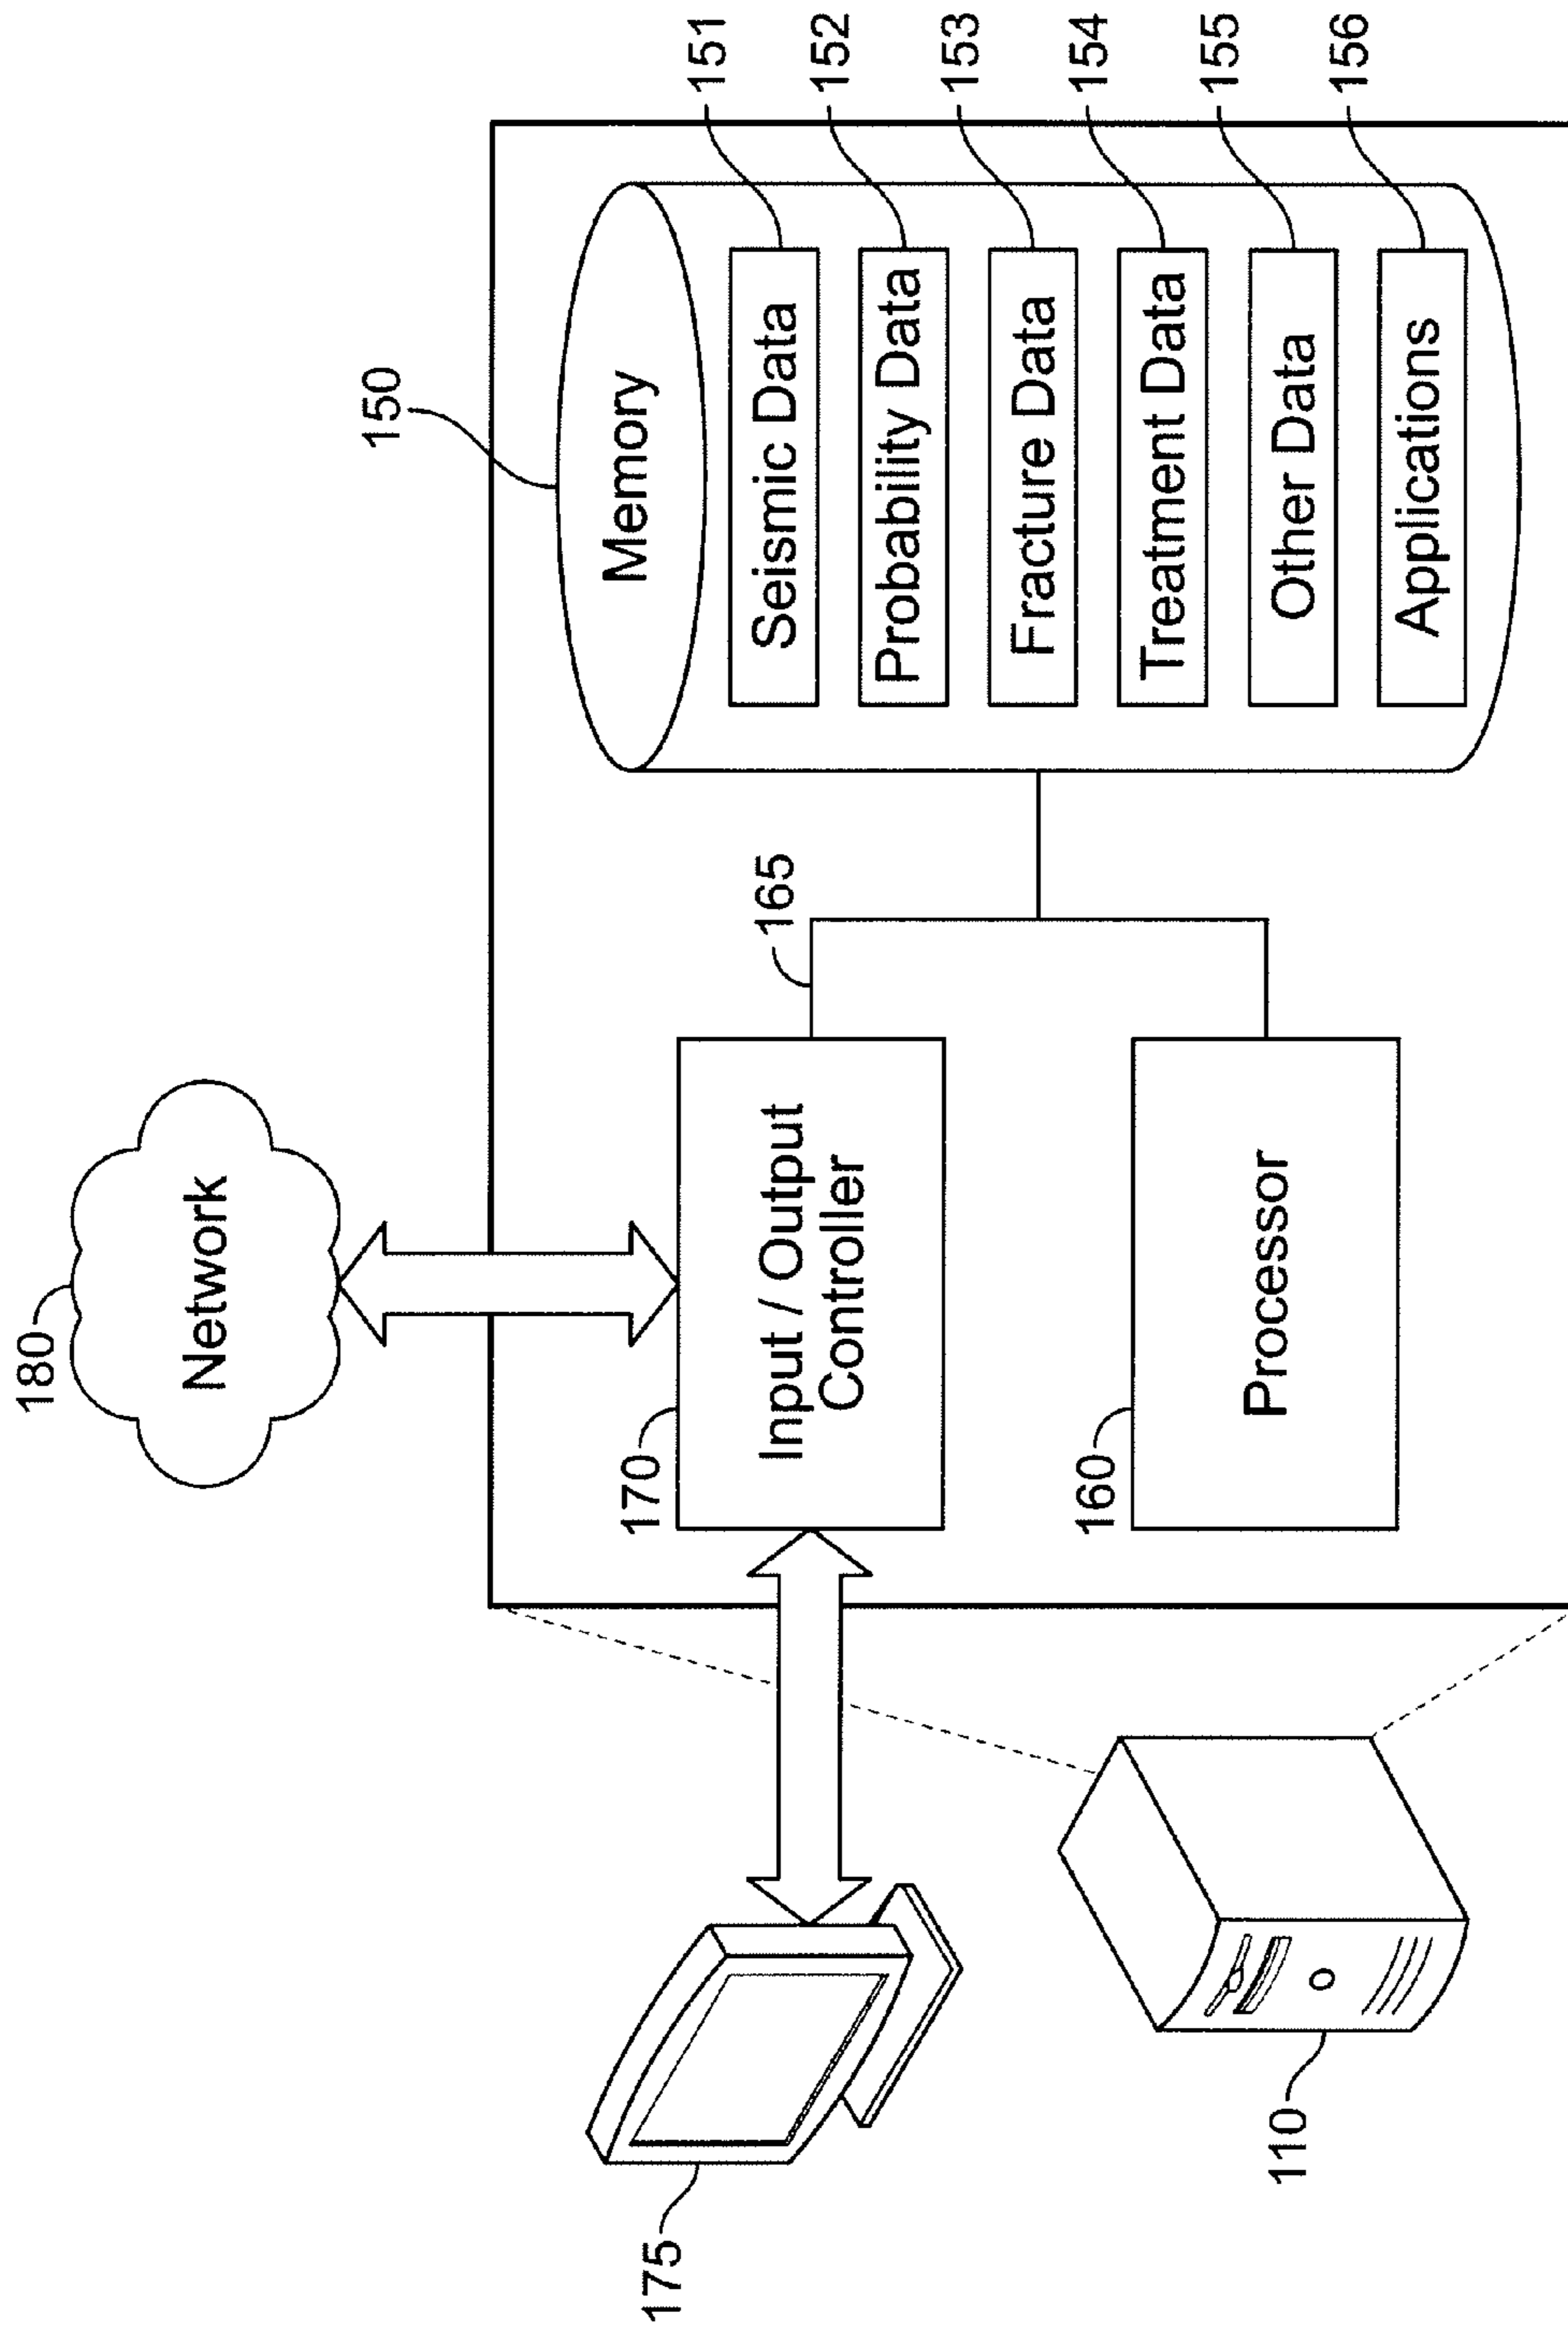 180
Network
150
Memory
Seismic Data
151
Probability Data
152
Fracture Data
153
Treatment Data
154
Other Data
155
Applications
156
165
170
Input / Output
Controller
160
Processor
175
110